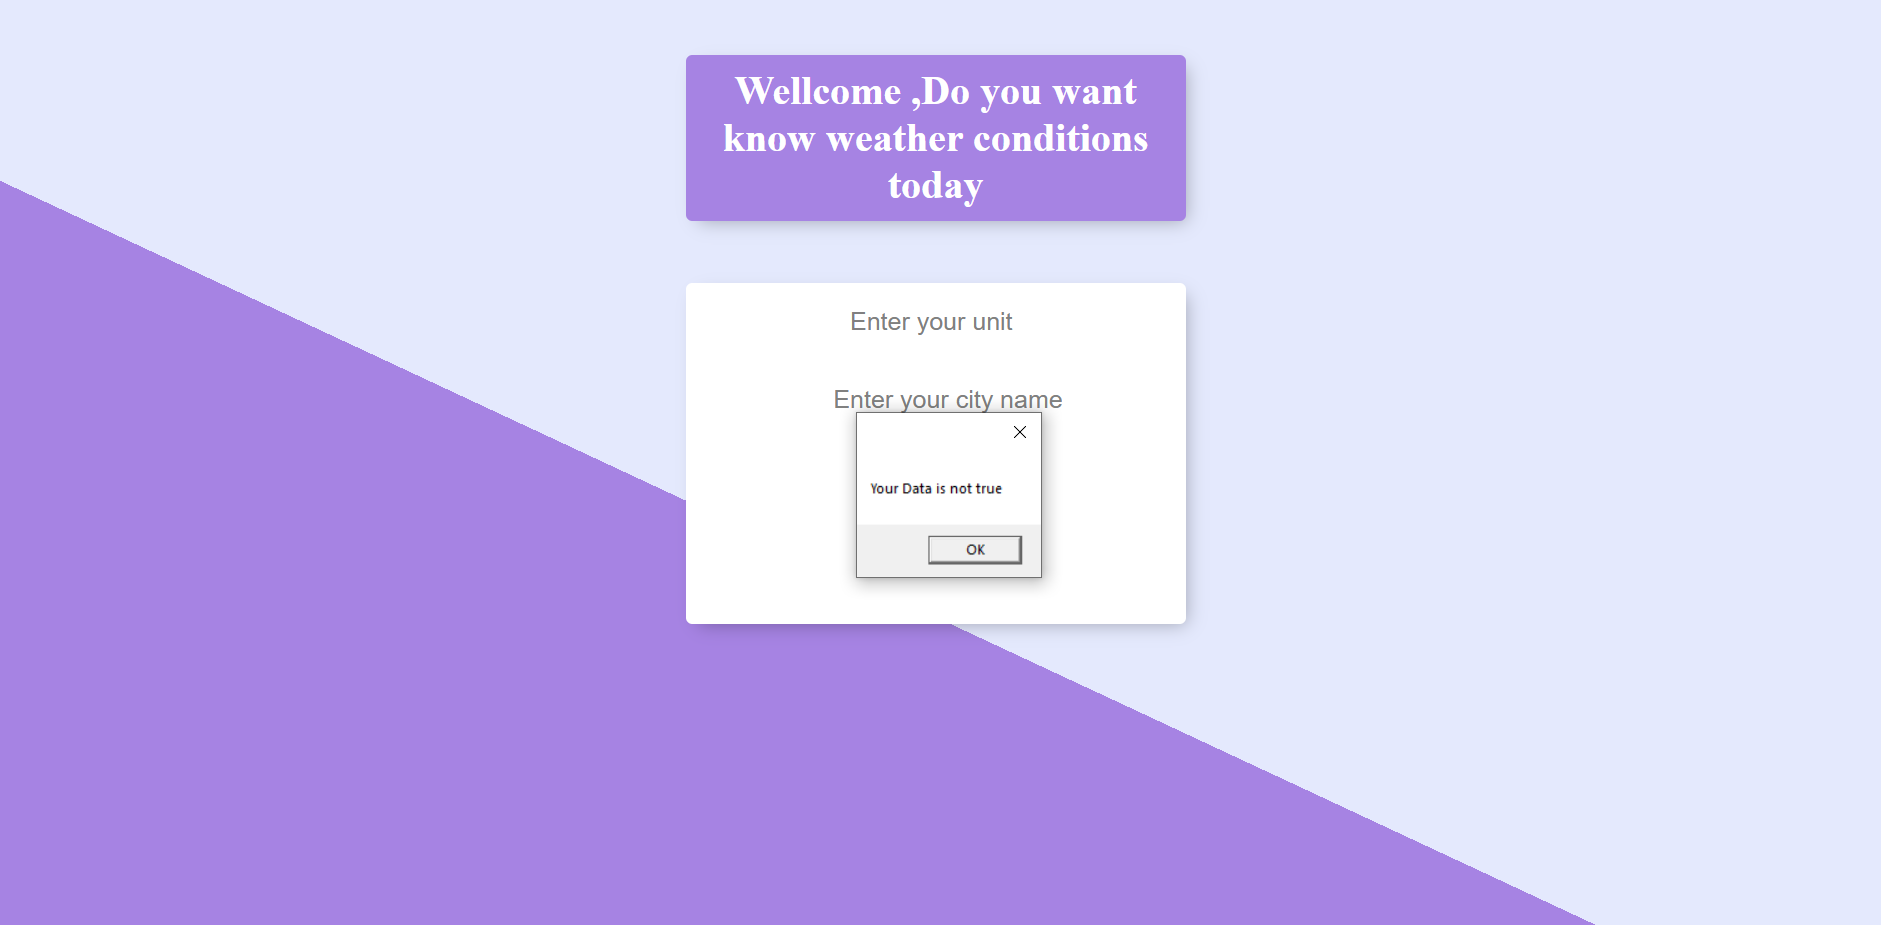 Wellcome ,Do you want
know weather conditions
today
Enter your unit
Enter your city name
Your Data is not true
OK